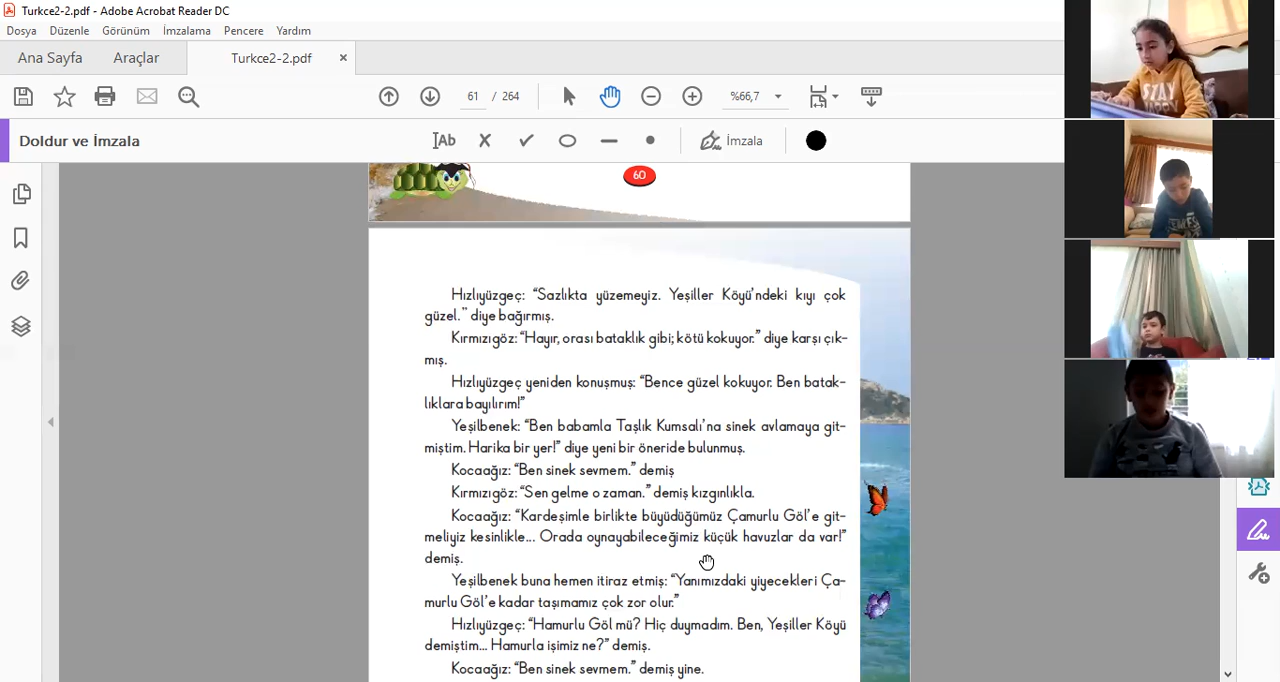 Turkce2-2.pdf - Adobe Acrobat Reader DC
Dosya Düzenle Görünüm İmzalama Pencere Yardım
Ana Sayfa Araçlar Turkce2-2.pdf ×
61 / 264 %66,7
Doldur ve İmzala Ab İmzala
60
Hızlıyüzgeç: “Sazlıkta yüzemeyiz. Yeşiller Köyü’ndeki kıyı çok
güzel.” diye bağırmış.
Kırmızıgöz: “Hayır, orası bataklık gibi; kötü kokuyor.” diye karşı çık-
mış.
Hızlıyüzgeç yeniden konuşmuş: “Bence güzel kokuyor. Ben batak-
lıklara bayılırım!”
Yeşilbenek: “Ben babamla Taşlık Kumsalı’na sinek avlamaya git-
miştim. Harika bir yer!” diye yeni bir öneride bulunmuş.
Kocaağız: “Ben sinek sevmem.” demiş
Kırmızıgöz: “Sen gelme o zaman.” demiş kızgınlıkla.
Kocaağız: “Kardeşimle birlikte büyüdüğümüz Çamurlu Göl’e git-
meliyiz kesinlikle... Orada oynayabileceğimiz küçük havuzlar da var!”
demiş.
Yeşilbenek buna hemen itiraz etmiş: “Yanımızdaki yiyecekleri Ça-
murlu Göl’e kadar taşımamız çok zor olur.”
Hızlıyüzgeç: “Hamurlu Göl mü? Hiç duymadım. Ben, Yeşiller Köyü
demiştim... Hamurla işimiz ne?” demiş.
Kocaağız: “Ben sinek sevmem.” demiş yine.